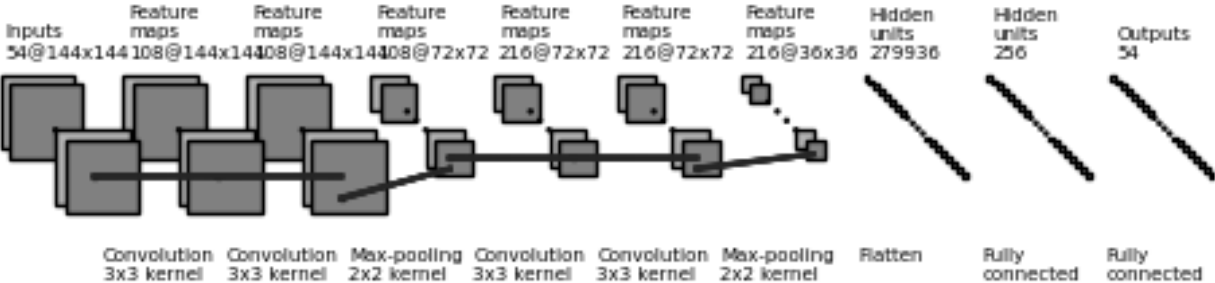 Inputs
54@144x144
Feature
maps
108@144x144
Feature
maps
108@144x144
Feature
maps
108@72x72
Feature
maps
216@72x72
Feature
maps
216@72x72
Feature
maps
216@36x36
Hidden
units
279936
Hidden
units
256
Outputs
54
Convolution
3x3 kernel
Convolution
3x3 kernel
Max-pooling
2x2 kernel
Convolution
3x3 kernel
Convolution
3x3 kernel
Max-pooling
2x2 kernel
Flatten
Fully
connected
Fully
connected